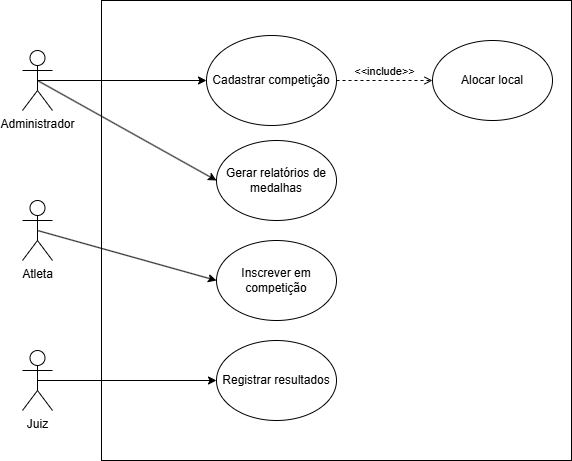 Administrador
Cadastrar competição
<<include>>
Alocar local
Gerar relatórios de
medalhas
Atleta
Inscrever em
competição
Juiz
Registrar resultados